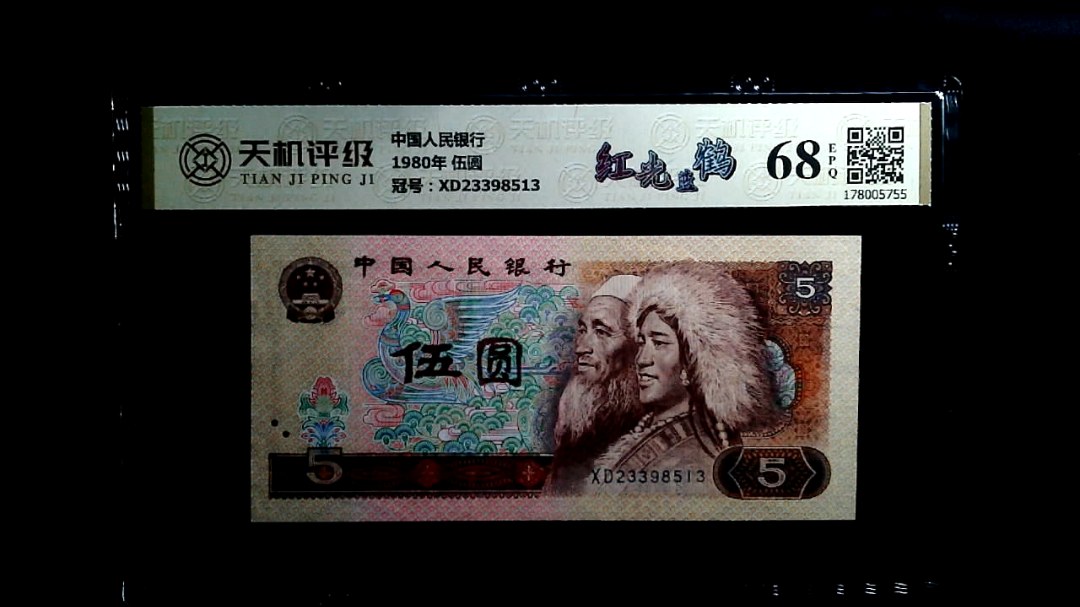 天机评级
TIAN JI PING JI
中国人民银行
1980年 伍圆
冠号：XD23398513
红光蓝鹤
68
EPQ
178005755
中国人民银行
5
伍圆
5
XD23398513
5